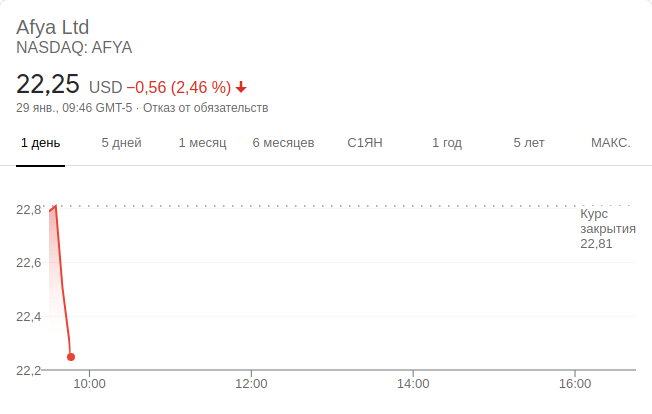 Afya Ltd
NASDAQ: AFYA
22,25 USD −0,56 (2,46 %)
29 янв., 09:46 GMT-5 · Отказ от обязательств
1 день 5 дней 1 месяц 6 месяцев С1ЯН 1 год 5 лет МАКС.
22,8
Курс
закрытия
22,81
22,6
22,4
22,2
10:00 12:00 14:00 16:00